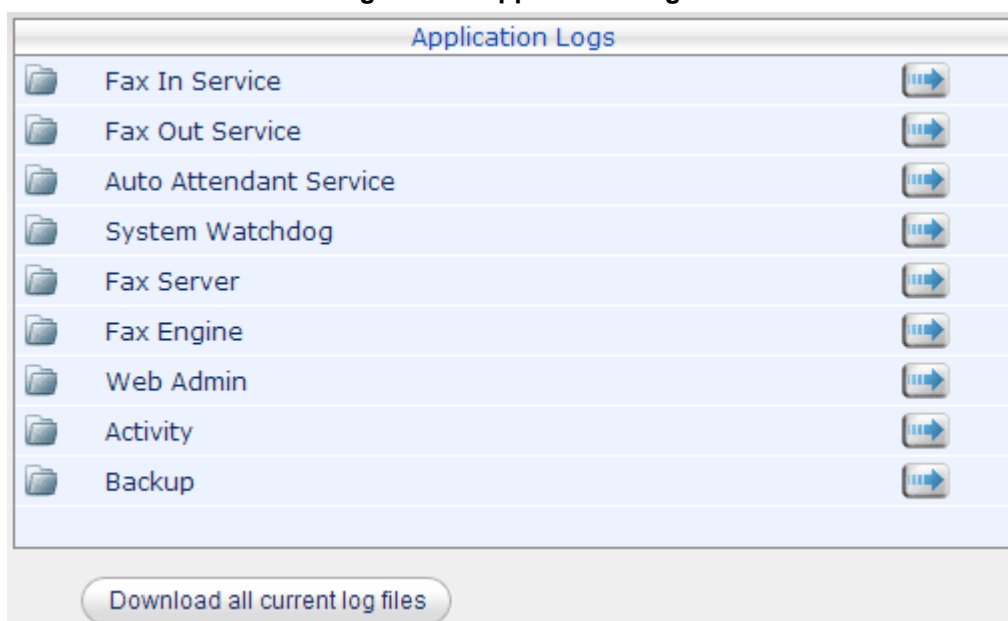 Application Logs
Fax In Service
Fax Out Service
Auto Attendant Service
System Watchdog
Fax Server
Fax Engine
Web Admin
Activity
Backup
Download all current log files